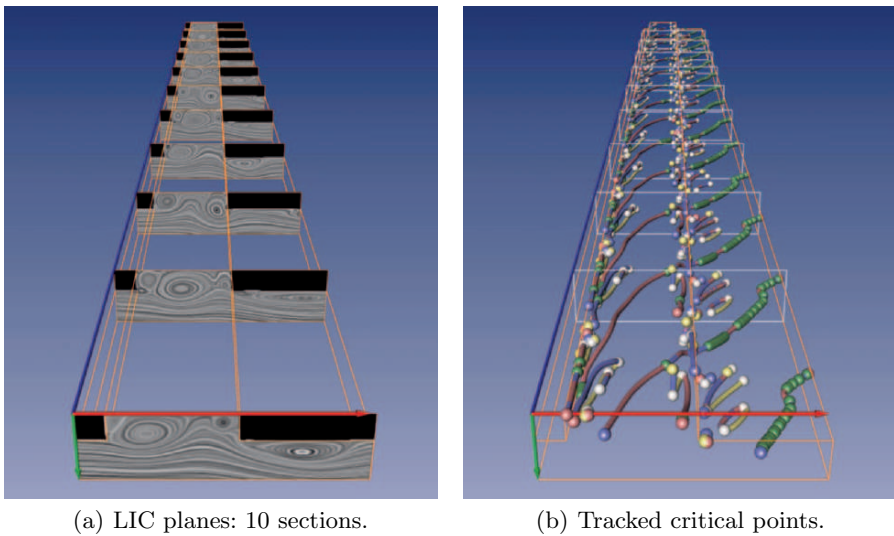 (a) LIC planes: 10 sections.
(b) Tracked critical points.